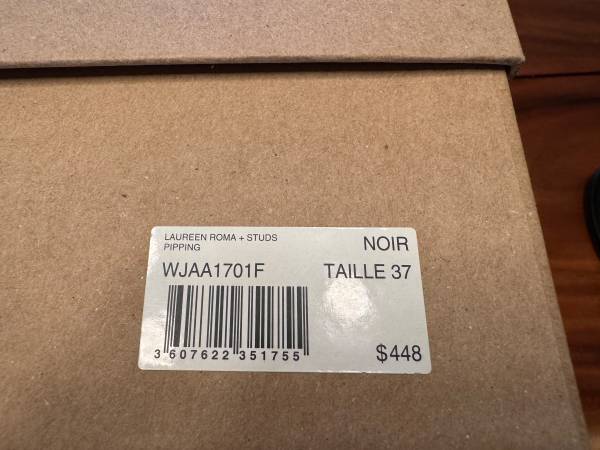 LAUREEN ROMA + STUDS
PIPPING
NOIR
WJAA1701F
TAILLE 37
3 607622 351755
$448